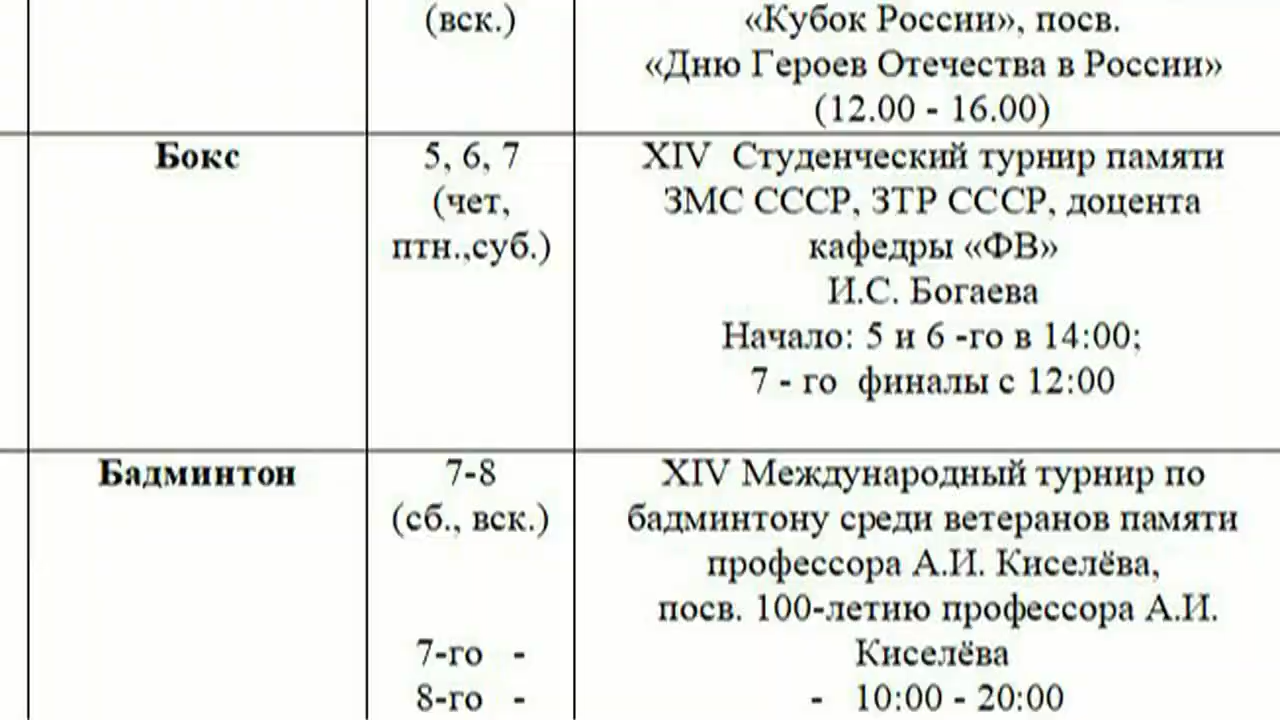 (вск.)
«Кубок России», посв.
«Дню Героев Отечества в России»
(12.00 - 16.00)
Бокс
5, 6, 7
(чет,
птн.,суб.)
XIV Студенческий турнир памяти
ЗМС СССР, ЗТР СССР, доцента
кафедры «ФВ»
И.С. Богаева
Начало: 5 и 6 -го в 14:00;
7 - го финалы с 12:00
Бадминтон
7-8
(сб., вск.)
7-го -
8-го -
XIV Международный турнир по
бадминтону среди ветеранов памяти
профессора А.И. Киселёва,
посв. 100-летию профессора А.И.
Киселёва
- 10:00 - 20:00